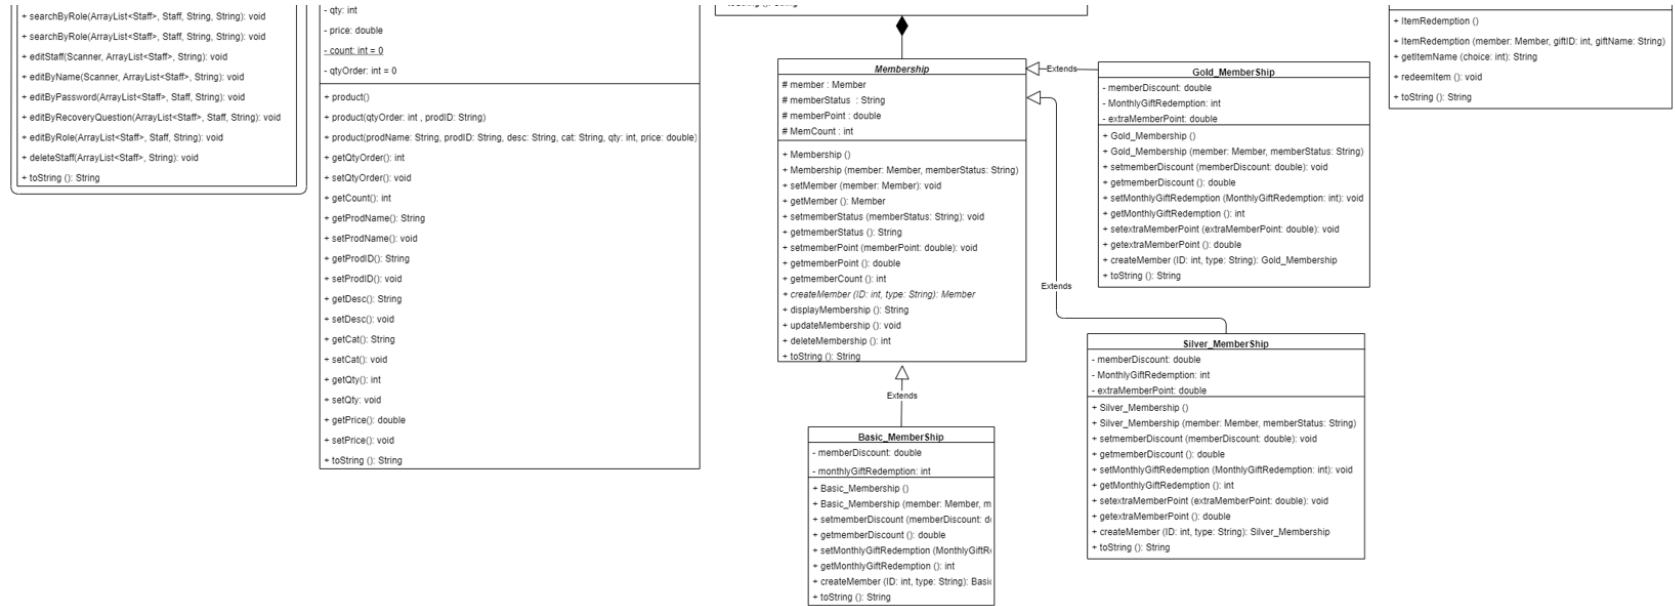 + searchByRole(ArrayList<Staff>, Staff, String, String): void
+ searchByRole(ArrayList<Staff>, Staff, String, String): void
+ editStaff(Scanner, ArrayList<Staff>, String): void
+ editByName(Scanner, ArrayList<Staff>, String): void
+ editByPassword(ArrayList<Staff>, Staff, String): void
+ editByRecoveryQuestion(ArrayList<Staff>, Staff, String): void
+ editByRole(ArrayList<Staff>, Staff, String): void
+ deleteStaff(ArrayList<Staff>, String): void
+ toString (): String
- qty: int
- price: double
- count: int = 0
- qtyOrder: int = 0
+ product()
+ product(qtyOrder: int , prodID: String)
+ product(prodName: String, prodID: String, desc: String, cat: String, qty: int, price: double)
+ getQtyOrder(): int
+ setQtyOrder(): void
+ getCount(): int
+ getProdName(): String
+ setProdName(): void
+ getProdID(): String
+ setProdID(): void
+ getDesc(): String
+ setDesc(): void
+ getCat(): String
+ setCat(): void
+ getQty(): int
+ setQty: void
+ getPrice(): double
+ setPrice(): void
+ toString (): String
Membership
# member : Member
# memberStatus : String
# memberPoint : double
# MemCount : int
+ Membership ()
+ Membership (member: Member, memberStatus: String)
+ setMember (member: Member): void
+ getMember (): Member
+ setmemberStatus (memberStatus: String): void
+ getmemberStatus (): String
+ setmemberPoint (memberPoint: double): void
+ getmemberPoint (): double
+ getmemberCount (): int
+ createMember (ID: int, type: String): Member
+ displayMembership (): String
+ updateMembership (): void
+ deleteMembership (): int
+ toString (): String
Extends
Extends
Extends
Basic_MemberShip
- memberDiscount: double
- monthlyGiftRedemption: int
+ Basic_Membership ()
+ Basic_Membership (member: Member, m
+ setmemberDiscount (memberDiscount: d
+ getmemberDiscount (): double
+ setMonthlyGiftRedemption (MonthlyGiftR
+ getMonthlyGiftRedemption (): int
+ createMember (ID: int, type: String): Basi
+ toString (): String
Gold_MemberShip
- memberDiscount: double
- MonthlyGiftRedemption: int
- extraMemberPoint: double
+ Gold_Membership ()
+ Gold_Membership (member: Member, memberStatus: String)
+ setmemberDiscount (memberDiscount: double): void
+ getmemberDiscount (): double
+ setMonthlyGiftRedemption (MonthlyGiftRedemption: int): void
+ getMonthlyGiftRedemption (): int
+ setextraMemberPoint (extraMemberPoint: double): void
+ getextraMemberPoint (): double
+ createMember (ID: int, type: String): Gold_Membership
+ toString (): String
Silver_MemberShip
- memberDiscount: double
- MonthlyGiftRedemption: int
- extraMemberPoint: double
+ Silver_Membership ()
+ Silver_Membership (member: Member, memberStatus: String)
+ setmemberDiscount (memberDiscount: double): void
+ getmemberDiscount (): double
+ setMonthlyGiftRedemption (MonthlyGiftRedemption: int): void
+ getMonthlyGiftRedemption (): int
+ setextraMemberPoint (extraMemberPoint: double): void
+ getextraMemberPoint (): double
+ createMember (ID: int, type: String): Silver_Membership
+ toString (): String
+ ItemRedemption ()
+ ItemRedemption (member: Member, giftID: int, giftName: String)
+ getItemName (choice: int): String
+ redeemItem (): void
+ toString (): String